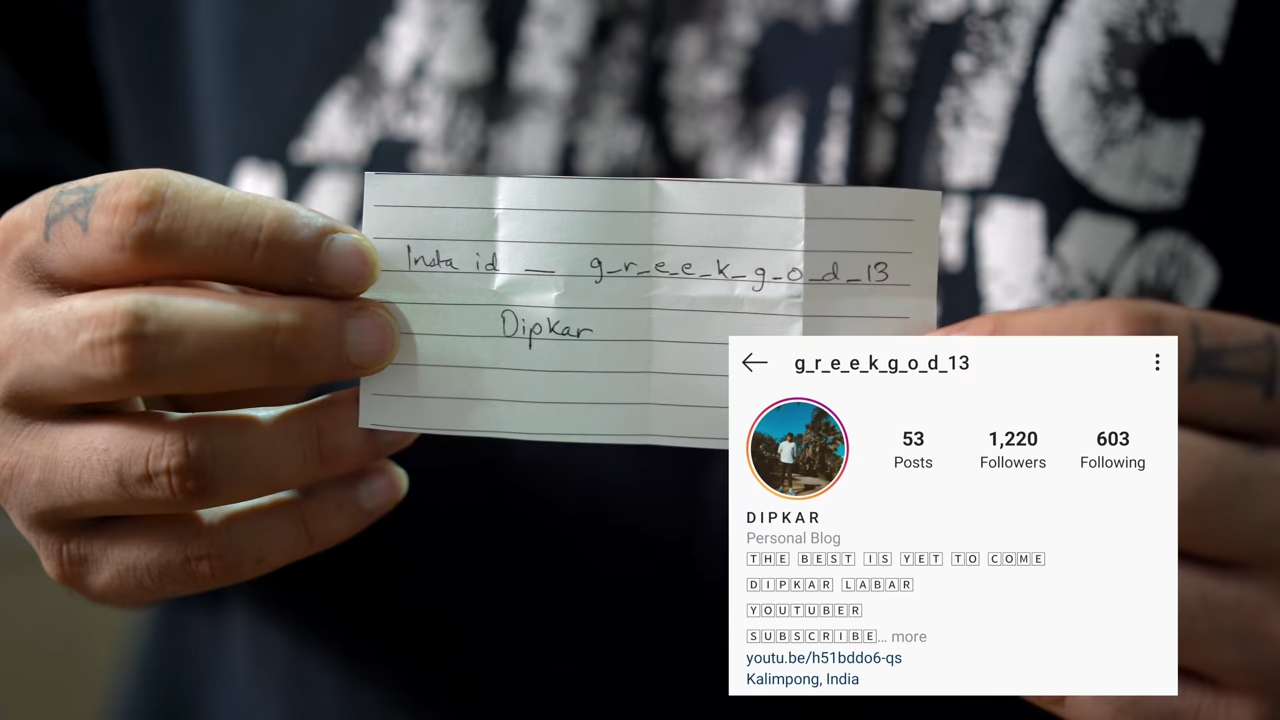 Insta id — g_r_e_e_k_g_o_d_13
Dipkar
g_r_e_e_k_g_o_d_13
53 1,220 603
Posts Followers Following
D I P K A R
Personal Blog
🅃🄷🄴 🄱🄴🅂🅃 🄸🅂 🅈🄴🅃 🅃🄾 🄲🄾🄼🄴
🄳🄸🄿🄺🄰🅁 🄻🄰🄱🄰🅁
🅈🄾🅄🅃🅄🄱🄴🅁
🅂🅄🄱🅂🄲🅁🄸🄱🄴... more
youtu.be/h51bddo6-qs
Kalimpong, India